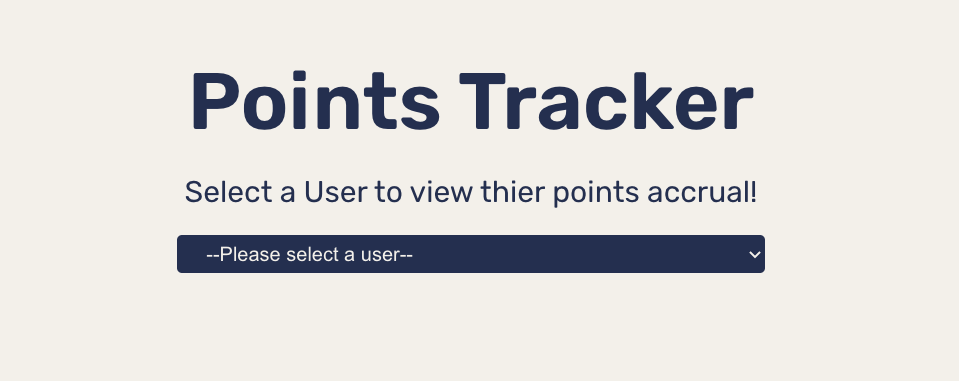 Points Tracker
Select a User to view thier points accrual!
--Please select a user--